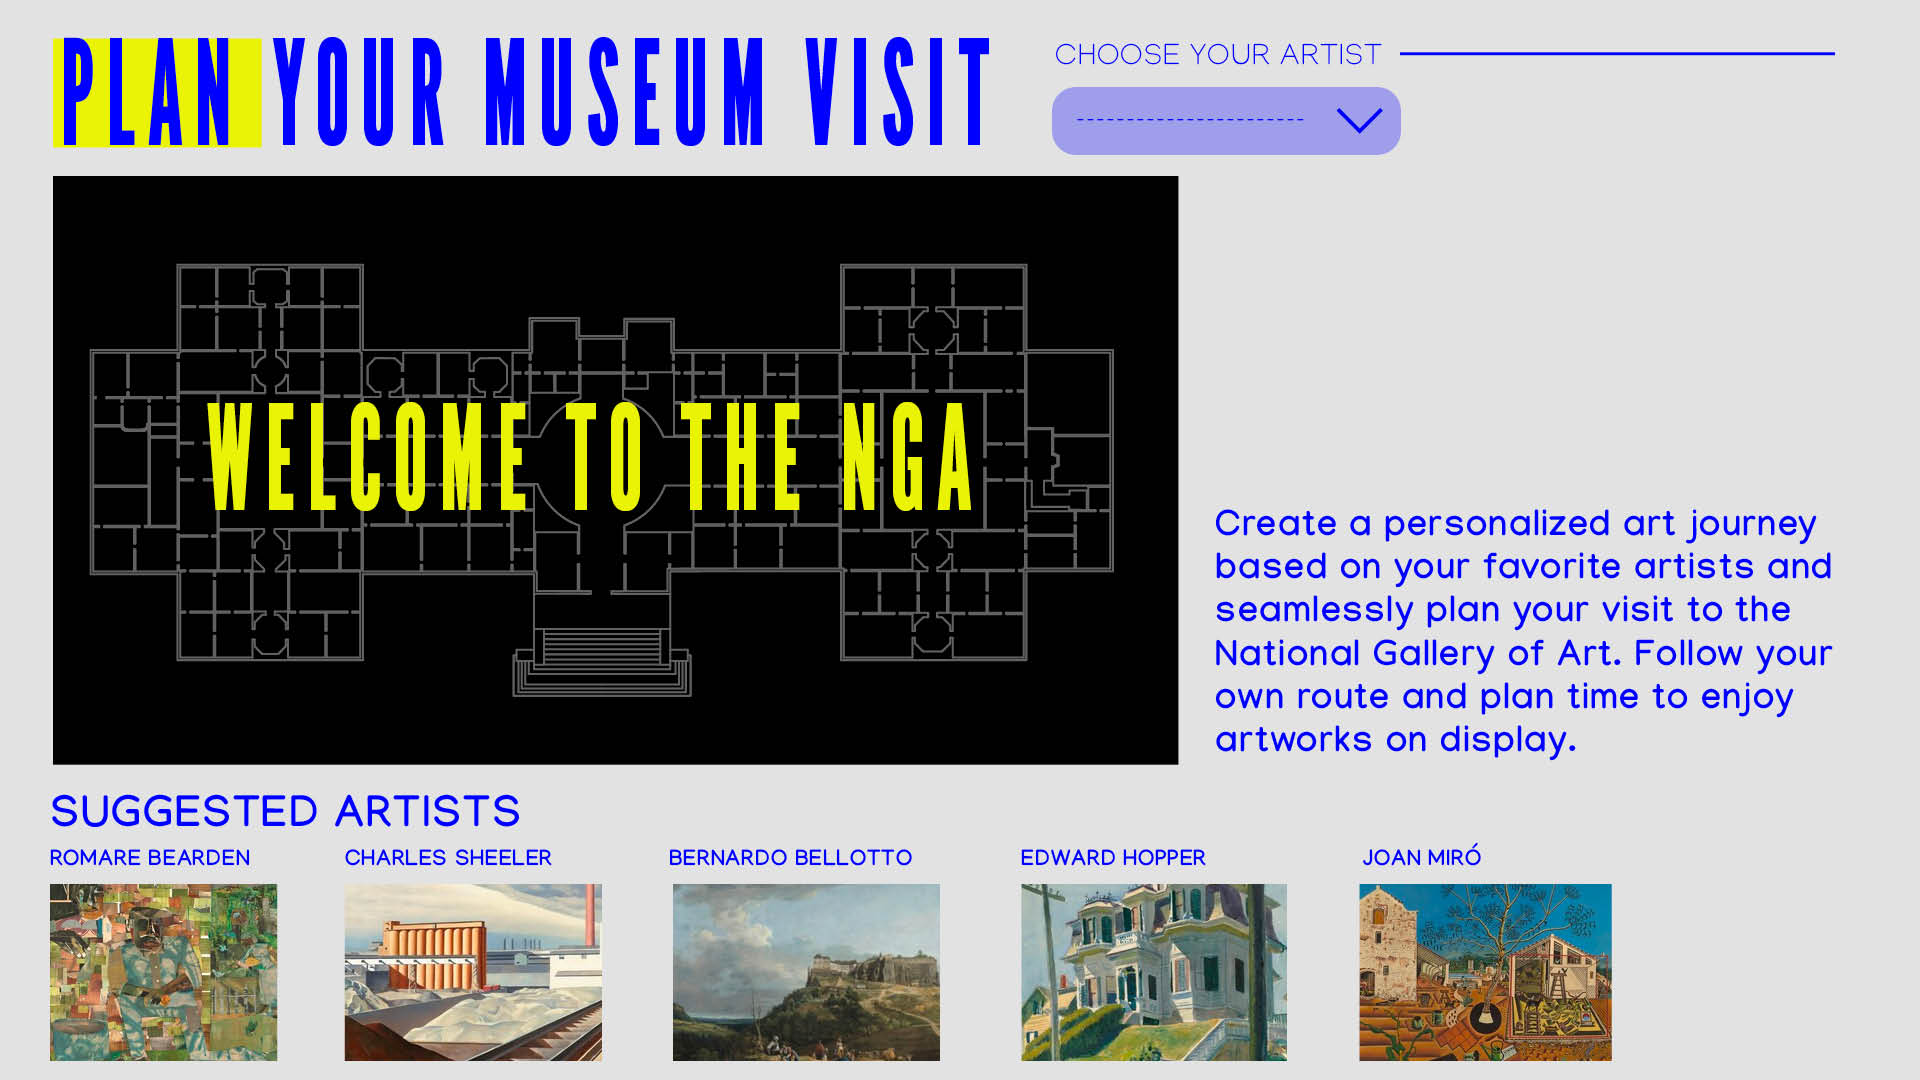 PLAN YOUR MUSEUM VISIT
CHOOSE YOUR ARTIST
WELCOME TO THE NGA
Create a personalized art journey
based on your favorite artists and
seamlessly plan your visit to the
National Gallery of Art. Follow your
own route and plan time to enjoy
artworks on display.
SUGGESTED ARTISTS
ROMARE BEARDEN
CHARLES SHEELER
BERNARDO BELLOTTO
EDWARD HOPPER
JOAN MIRÓ